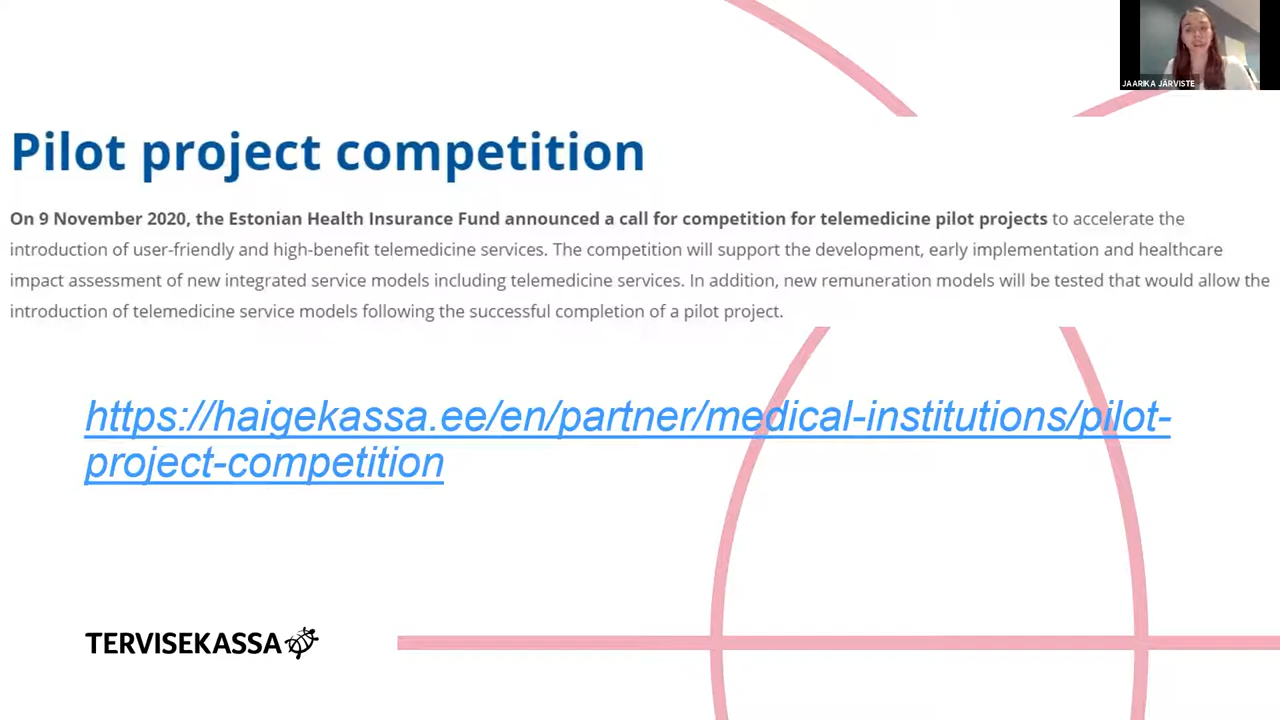 JAARIKA JÄRVISTE
Pilot project competition
On 9 November 2020, the Estonian Health Insurance Fund announced a call for competition for telemedicine pilot projects to accelerate the
introduction of user-friendly and high-benefit telemedicine services. The competition will support the development, early implementation and healthcare
impact assessment of new integrated service models including telemedicine services. In addition, new remuneration models will be tested that would allow the
introduction of telemedicine service models following the successful completion of a pilot project.
https://haigekassa.ee/en/partner/medical-institutions/pilot-
project-competition
TERVISEKASSA